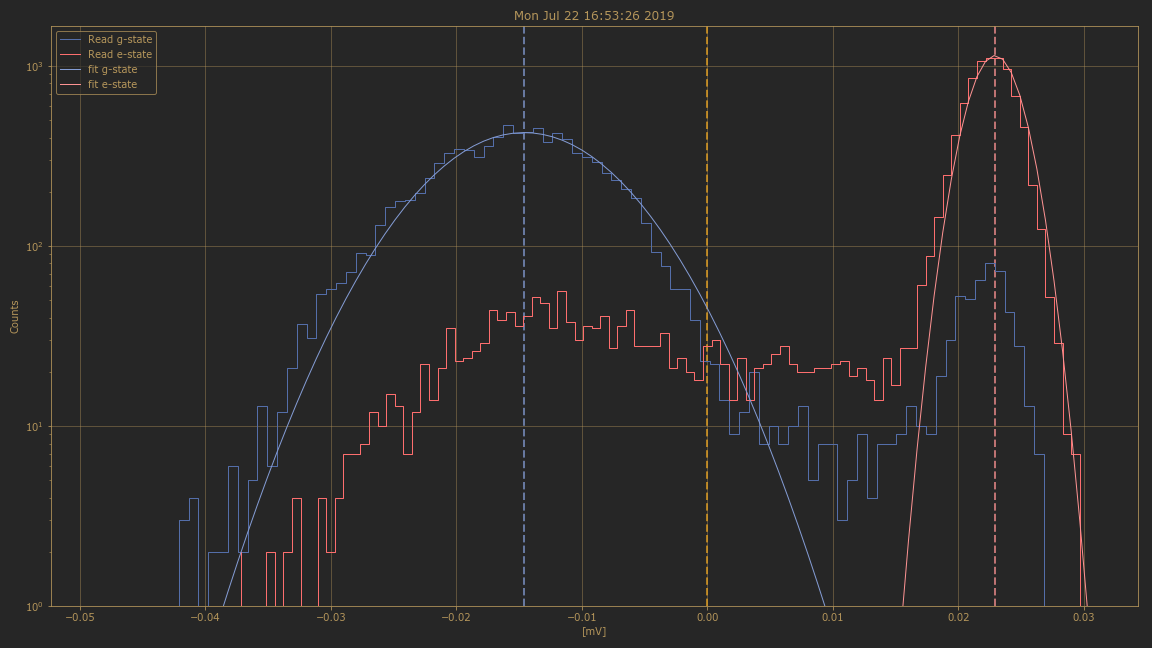 Mon Jul 22 16:53:26 2019
Read g-state
Read e-state
fit g-state
fit e-state
Counts
10³
10²
10¹
10⁰
−0.05 −0.04 −0.03 −0.02 −0.01 0.00 0.01 0.02 0.03
[mV]